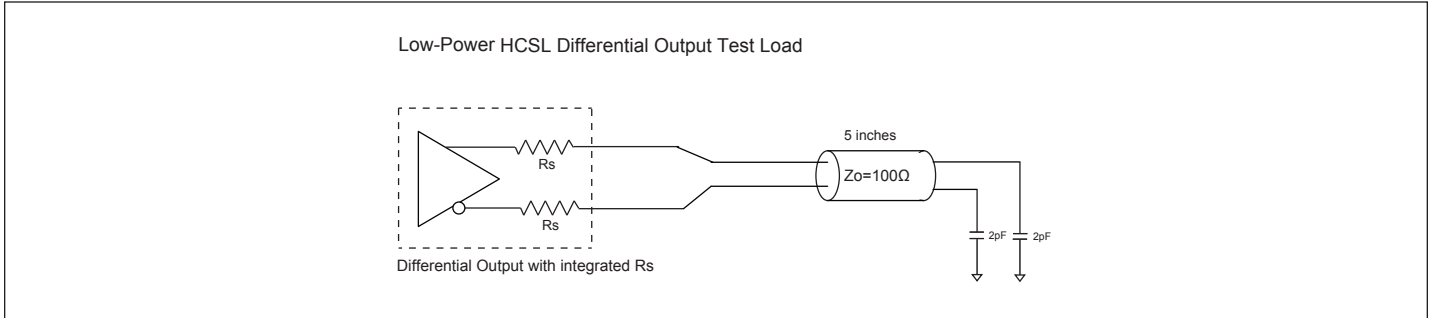 Low-Power HCSL Differential Output Test Load
5 inches
Rs
Zo=100Ω
Rs
2pF
2pF
Differential Output with integrated Rs